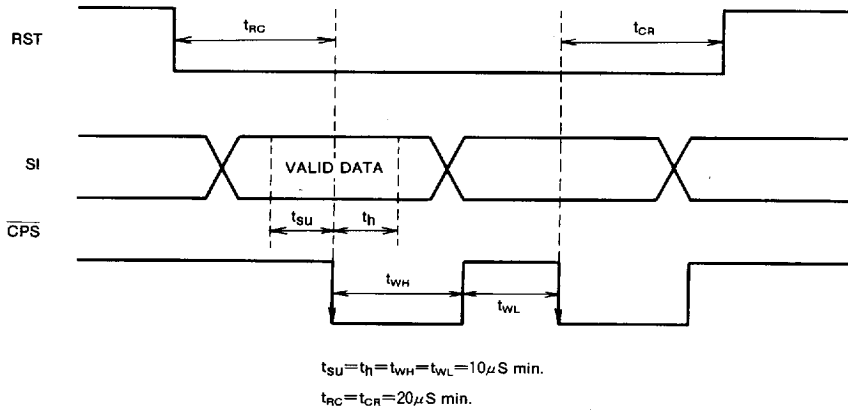 RST
tRC
tCR
SI
VALID DATA
tSU
th
CPS
tWH
tWL
tSU=th=tWH=tWL=10μS min.
tRC=tCR=20μS min.